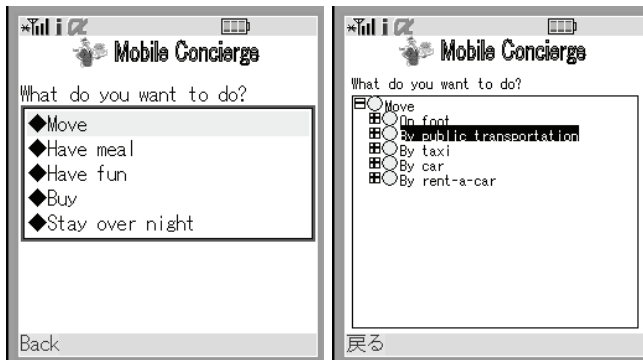 Mobile Concierge
What do you want to do?
◆Move
◆Have meal
◆Have fun
◆Buy
◆Stay over night
Back
Mobile Concierge
What do you want to do?
Move
On foot
By public transportation
By taxi
By car
By rent-a-car
戻る